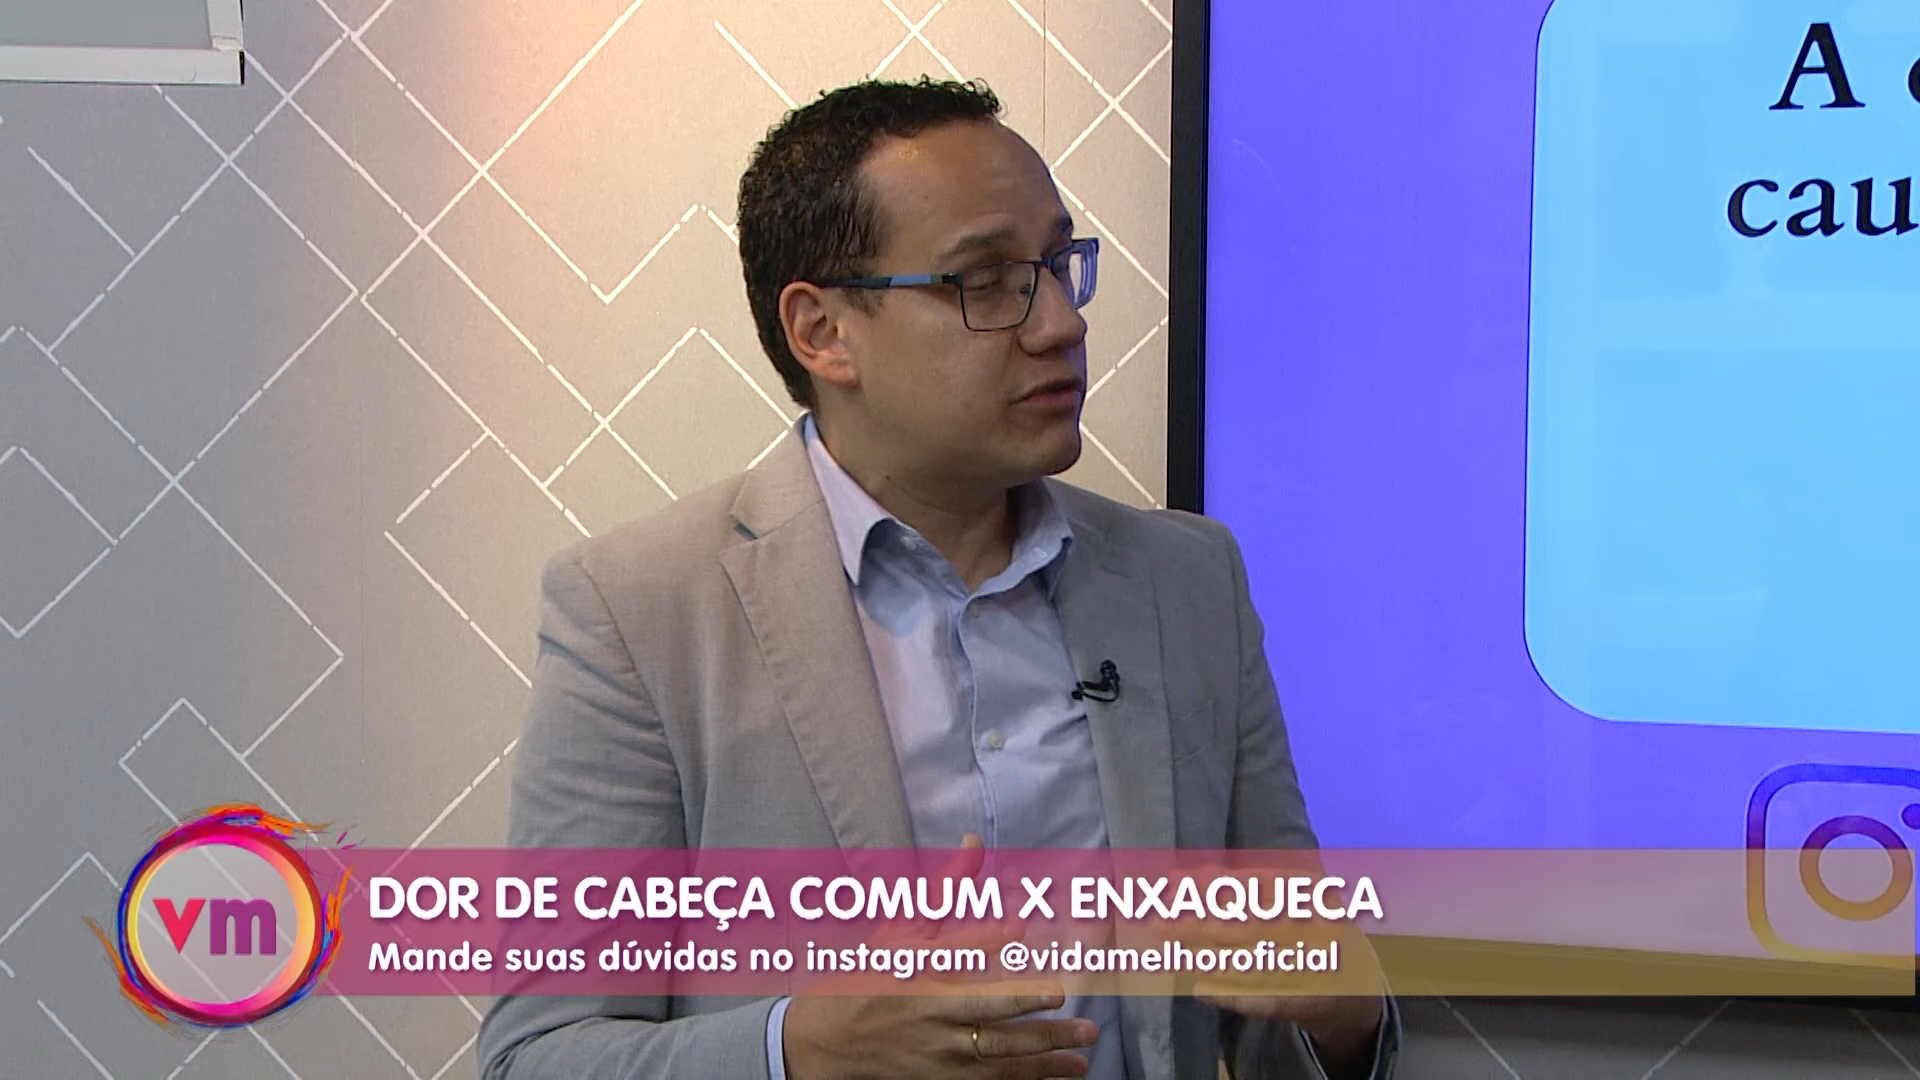 A
cau
vm
DOR DE CABEÇA COMUM X ENXAQUECA
Mande suas dúvidas no instagram @vidamelhoroficial